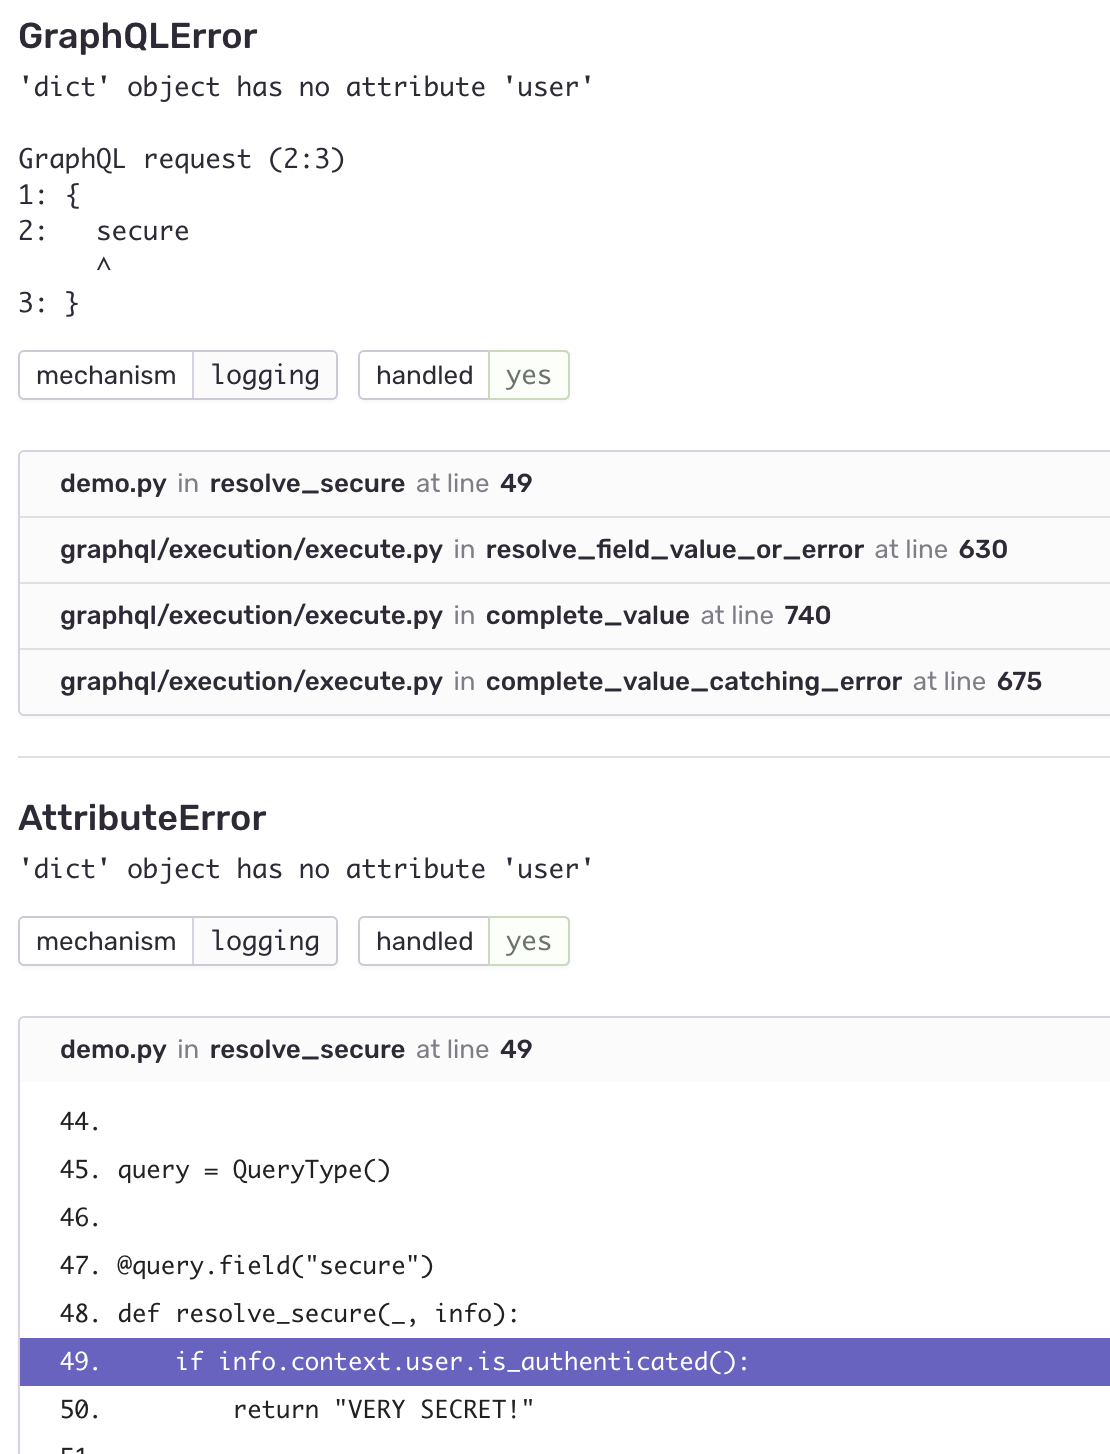 GraphQLError
'dict' object has no attribute 'user'
GraphQL request (2:3)
1: {
2:   secure
     ^
3: }
mechanism logging handled yes
demo.py in resolve_secure at line 49
graphql/execution/execute.py in resolve_field_value_or_error at line 630
graphql/execution/execute.py in complete_value at line 740
graphql/execution/execute.py in complete_value_catching_error at line 675
AttributeError
'dict' object has no attribute 'user'
mechanism logging handled yes
demo.py in resolve_secure at line 49
44.
45. query = QueryType()
46.
47. @query.field("secure")
48. def resolve_secure(_, info):
49.     if info.context.user.is_authenticated():
50.         return "VERY SECRET!"